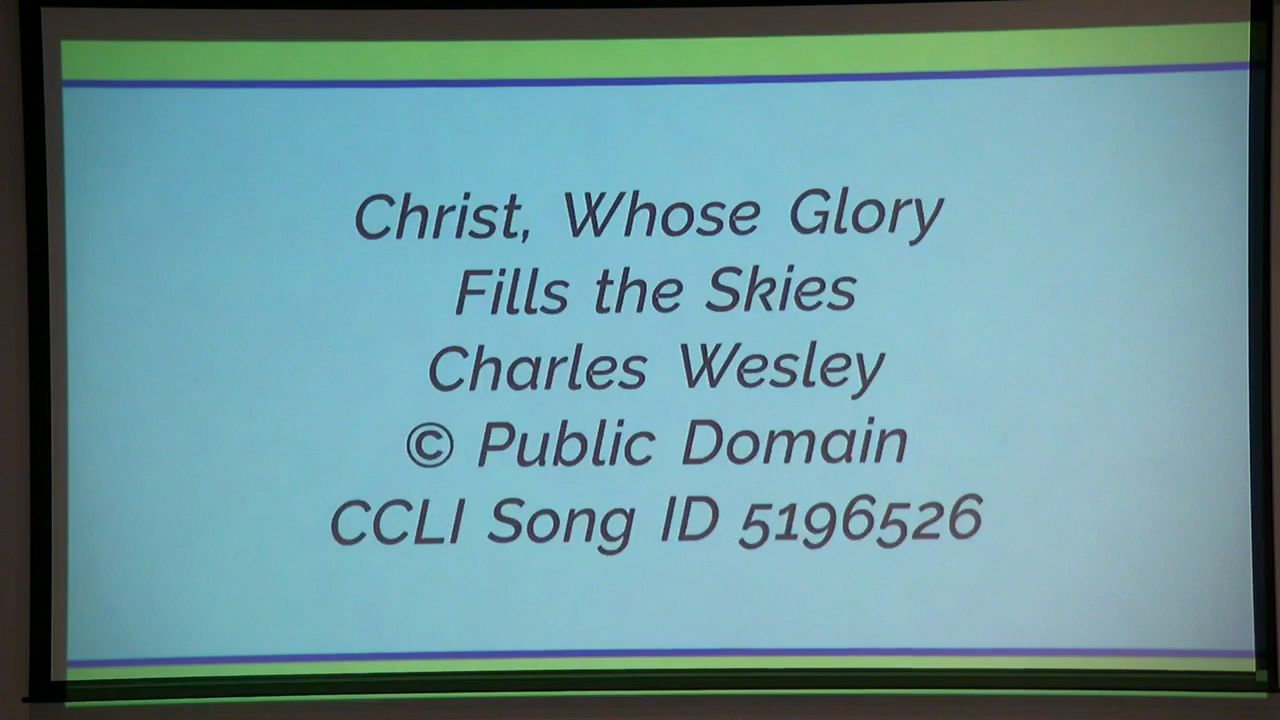 Christ, Whose Glory
Fills the Skies
Charles Wesley
© Public Domain
CCLI Song ID 5196526